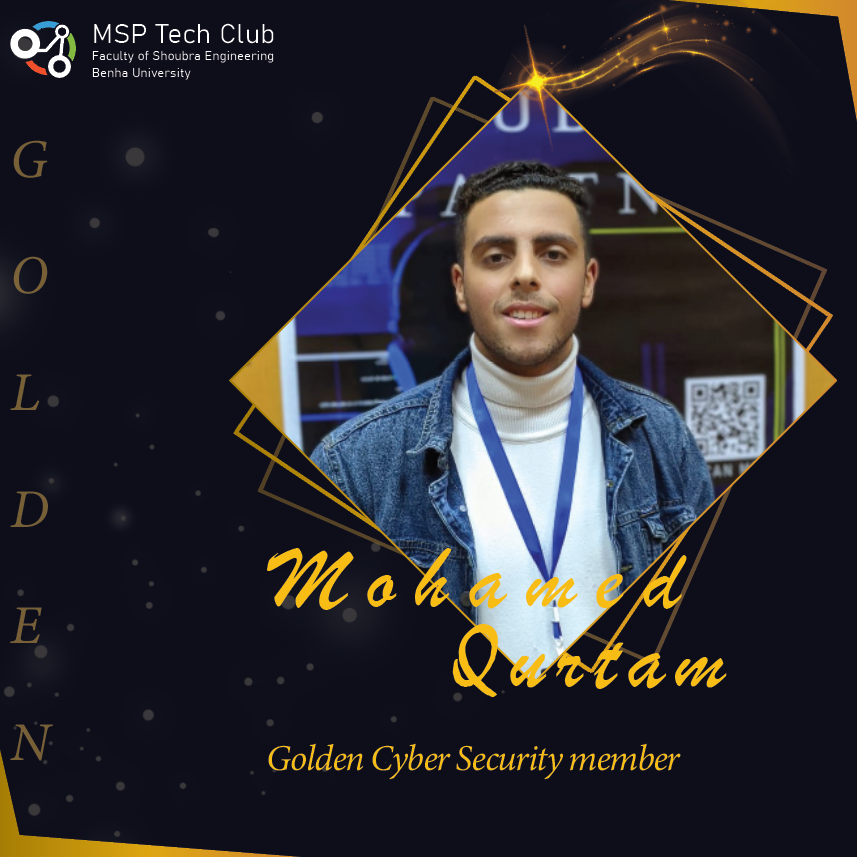 MSP Tech Club
Faculty of Shoubra Engineering
Benha University
GOLDEN
Mohamed
Qurtam
Golden Cyber Security member